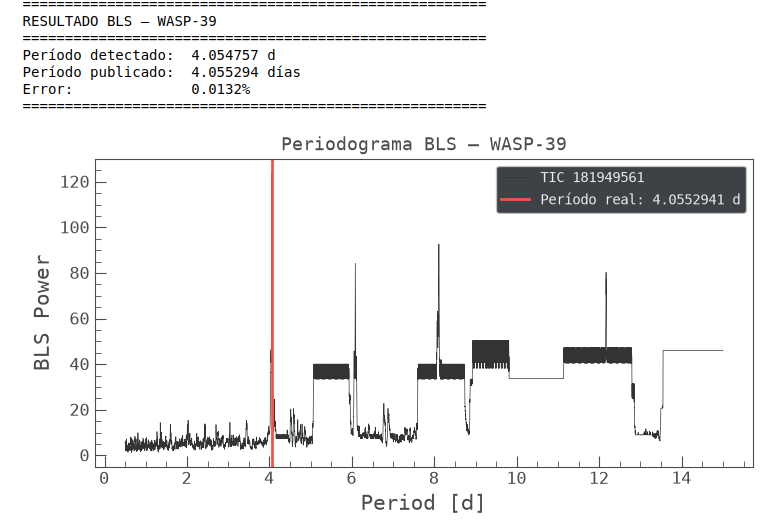 =======================================================
RESULTADO BLS — WASP-39
=======================================================
Período detectado:  4.054757 d
Período publicado:  4.055294 días
Error:              0.0132%
=======================================================
Periodograma BLS — WASP-39
TIC 181949561
Período real: 4.0552941 d
120
100
80
60
40
20
0
BLS Power
0 2 4 6 8 10 12 14
Period [d]